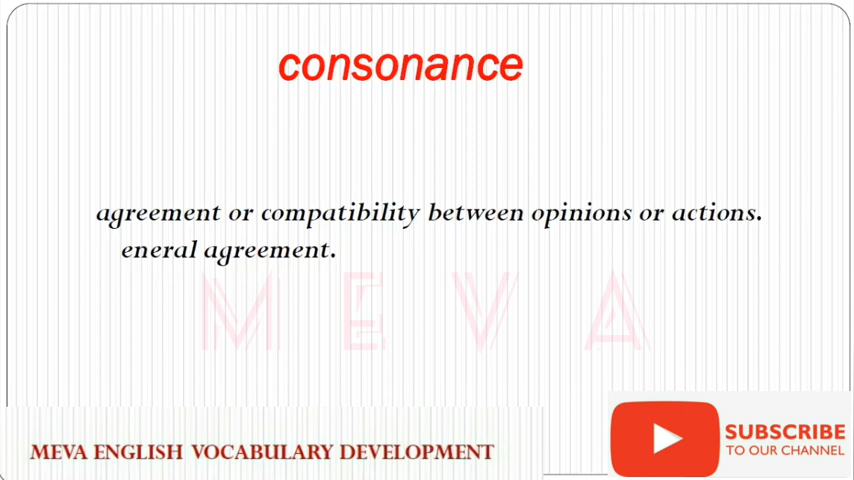 consonance
agreement or compatibility between opinions or actions.
eneral agreement.
M E V A
MEVA ENGLISH VOCABULARY DEVELOPMENT
SUBSCRIBE
TO OUR CHANNEL